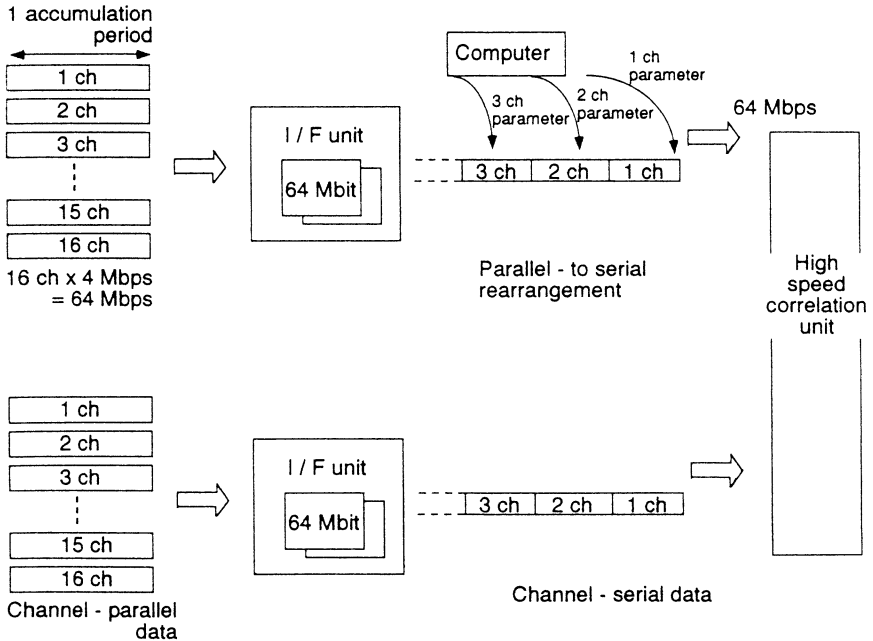 1 accumulation
period
1 ch
2 ch
3 ch
15 ch
16 ch
16 ch x 4 Mbps
= 64 Mbps
I / F unit
64 Mbit
Computer
3 ch
parameter
2 ch
parameter
1 ch
parameter
3 ch
2 ch
1 ch
Parallel - to serial
rearrangement
64 Mbps
High
speed
correlation
unit
1 ch
2 ch
3 ch
15 ch
16 ch
Channel - parallel
data
I / F unit
64 Mbit
3 ch
2 ch
1 ch
Channel - serial data